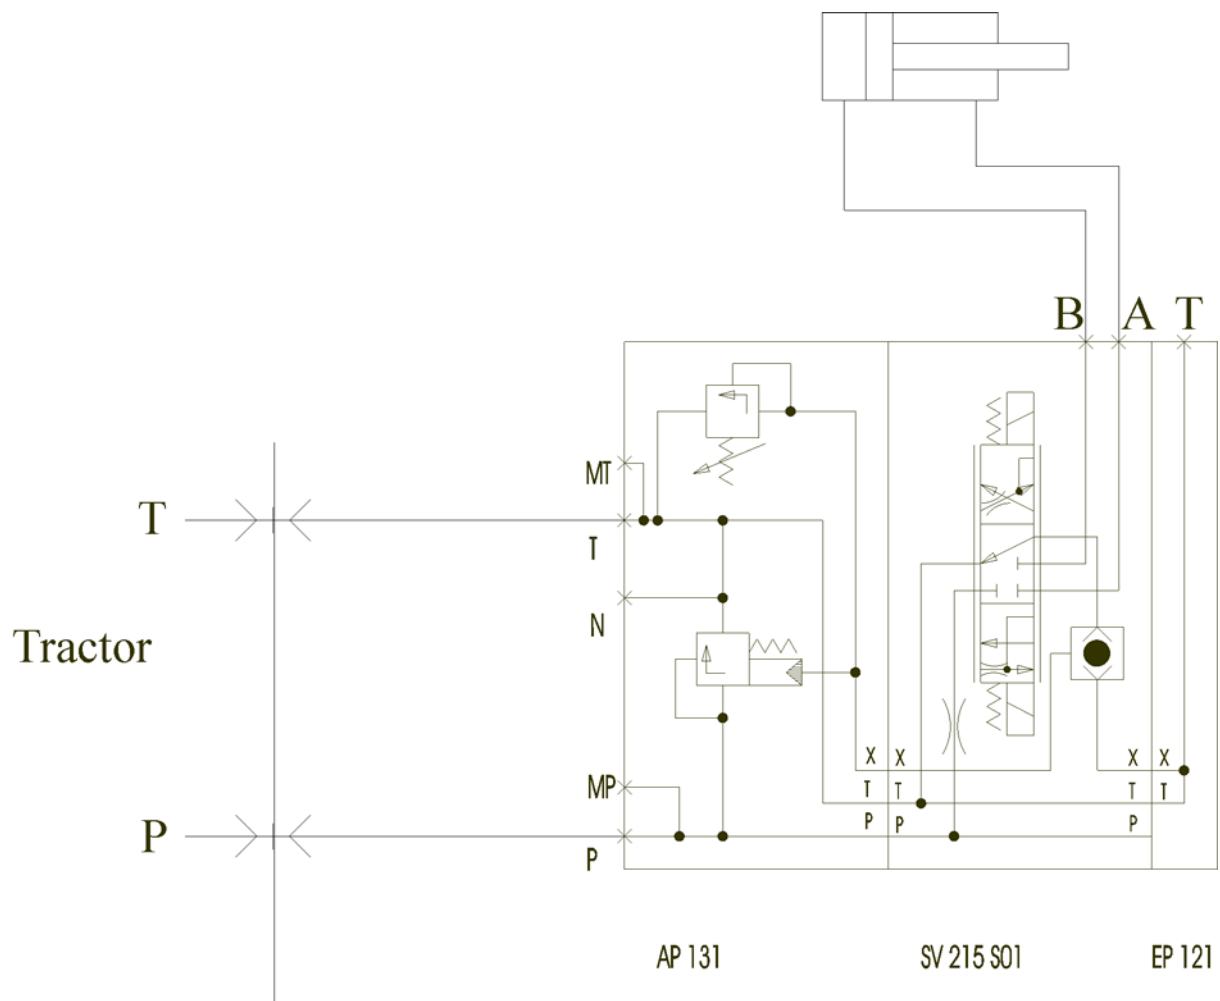 B A T
MT
T
T
N
Tractor
X X X X
MP
T T T T
P P P
P
P
AP 131 SV 215 S01 EP 121